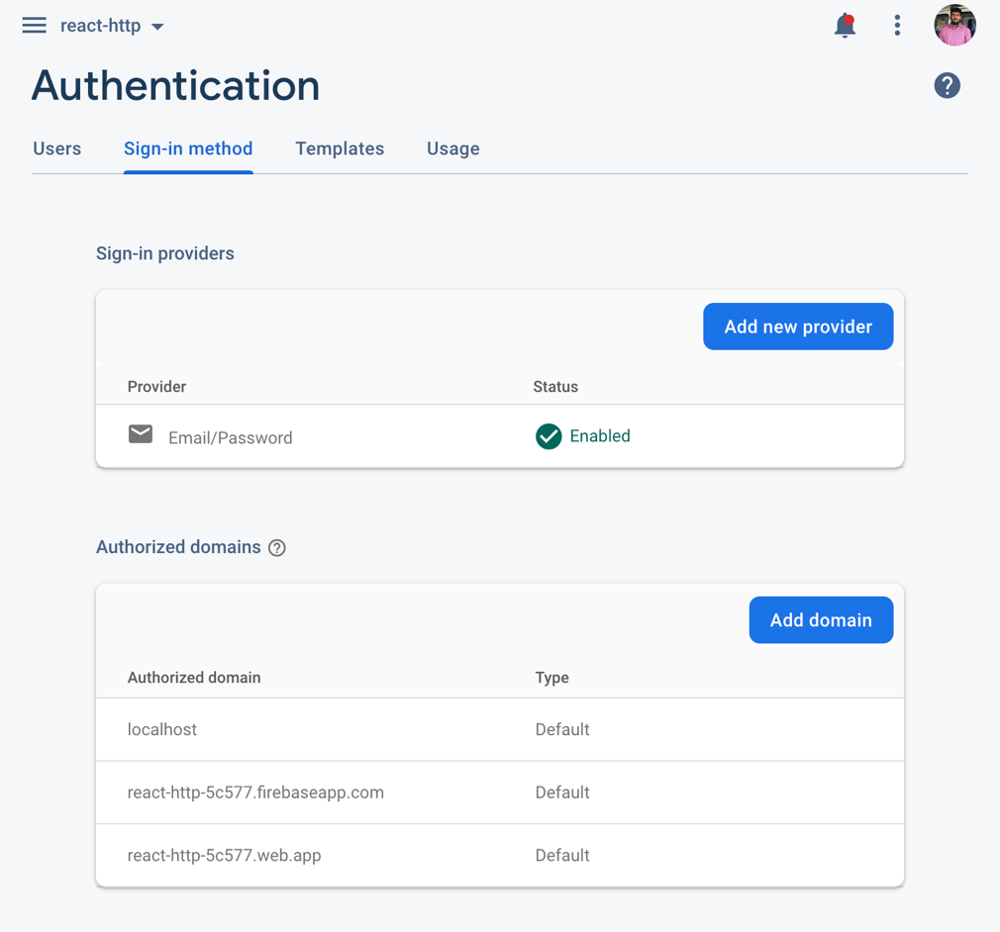 react-http
Authentication
?
Users Sign-in method Templates Usage
Sign-in providers
Add new provider
Provider Status
Email/Password Enabled
Authorized domains ?
Add domain
Authorized domain Type
localhost Default
react-http-5c577.firebaseapp.com Default
react-http-5c577.web.app Default